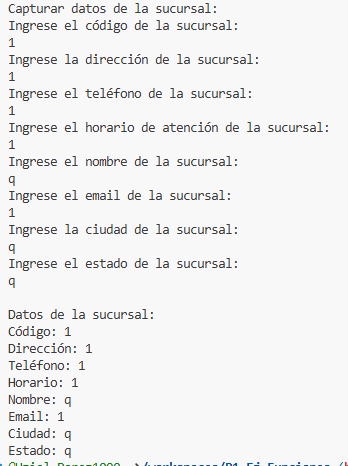 Capturar datos de la sucursal:
Ingrese el código de la sucursal:
1
Ingrese la dirección de la sucursal:
1
Ingrese el teléfono de la sucursal:
1
Ingrese el horario de atención de la sucursal:
1
Ingrese el nombre de la sucursal:
q
Ingrese el email de la sucursal:
1
Ingrese la ciudad de la sucursal:
q
Ingrese el estado de la sucursal:
q
Datos de la sucursal:
Código: 1
Dirección: 1
Teléfono: 1
Horario: 1
Nombre: q
Email: 1
Ciudad: q
Estado: q